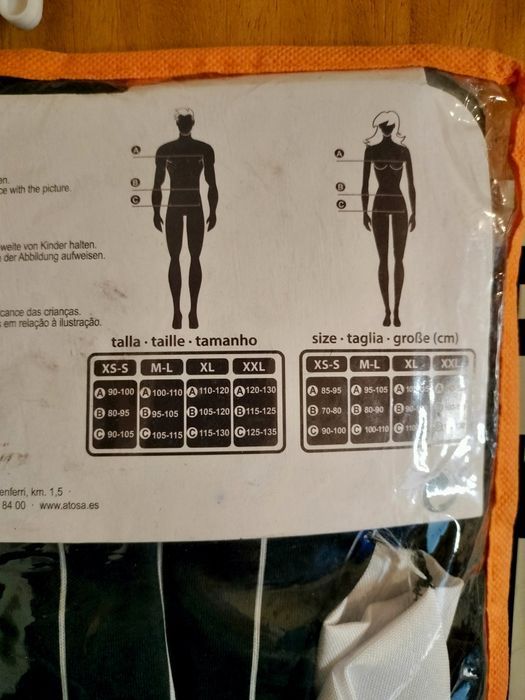 en.
ce with the picture.
weite von Kinder halten.
der Abbildung aufweisen.
cance das crianças.
s em relação à ilustração.
enferri, km. 1,5 ·
84 00 · www.atosa.es
A
B
C
talla · taille · tamanho
XS-S M-L XL XXL
A 90-100 A 100-110 A 110-120 A 120-130
B 80-95 B 95-105 B 105-120 B 115-125
C 90-105 C 105-115 C 115-130 C 125-135
A
B
C
size · taglia · große (cm)
XS-S M-L XL XXL
A 85-95 A 95-105 A
B 70-80 B 80-90 B
C 90-100 C 100-110 C